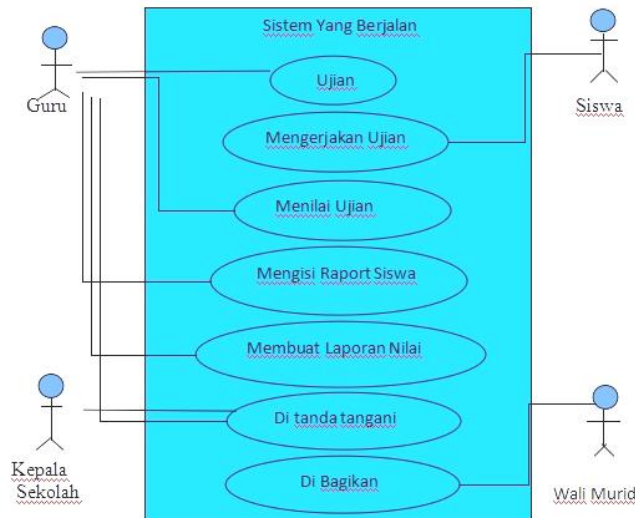 Sistem Yang Berjalan
Guru
Ujian
Siswa
Mengerjakan Ujian
Menilai Ujian
Mengisi Raport Siswa
Membuat Laporan Nilai
Kepala
Sekolah
Di tanda tangani
Di Bagikan
Wali Murid